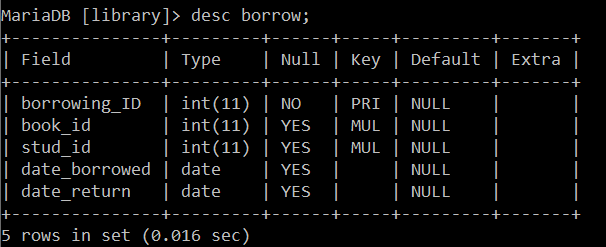 MariaDB [library]> desc borrow;
+---------------+---------+------+-----+---------+-------+
| Field         | Type    | Null | Key | Default | Extra |
+---------------+---------+------+-----+---------+-------+
| borrowing_ID  | int(11) | NO   | PRI | NULL    |       |
| book_id       | int(11) | YES  | MUL | NULL    |       |
| stud_id       | int(11) | YES  | MUL | NULL    |       |
| date_borrowed | date    | YES  |     | NULL    |       |
| date_return   | date    | YES  |     | NULL    |       |
+---------------+---------+------+-----+---------+-------+
5 rows in set (0.016 sec)